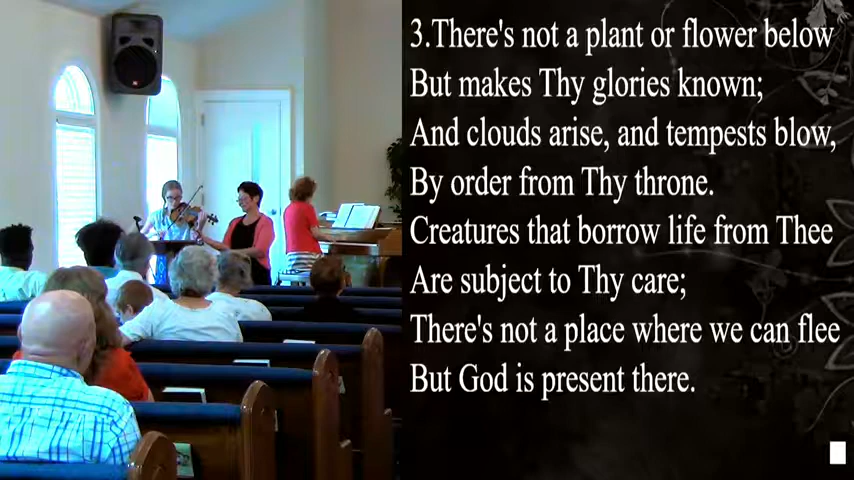 3.There's not a plant or flower below
But makes Thy glories known;
And clouds arise, and tempests blow,
By order from Thy throne.
Creatures that borrow life from Thee
Are subject to Thy care;
There's not a place where we can flee
But God is present there.